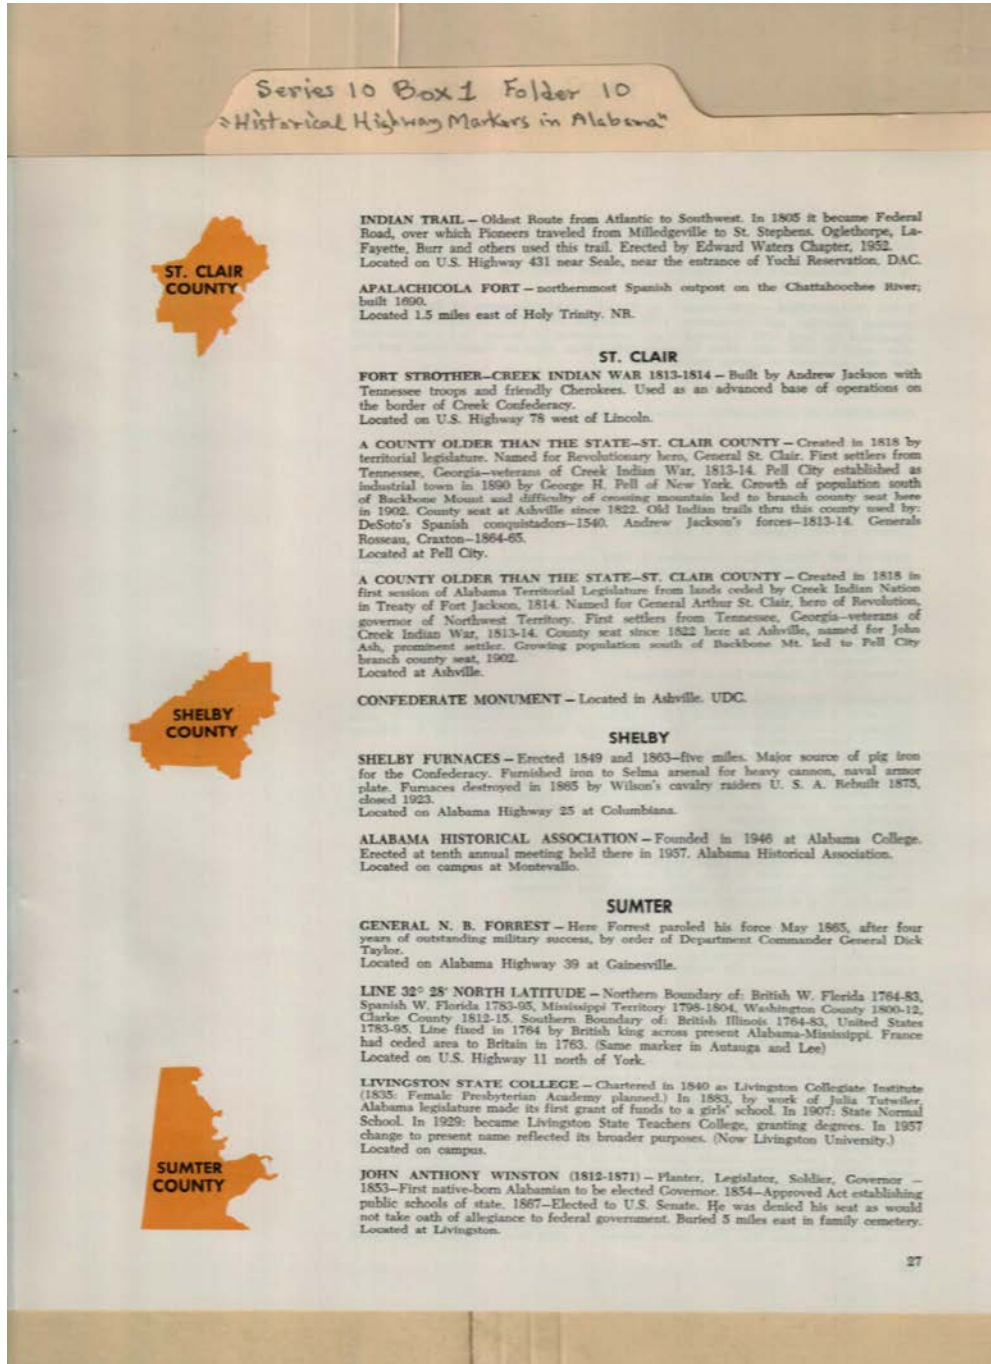 Series 10 Box 1 Folder 10
"Historical Highway Markers in Alabama"
INDIAN TRAIL – Oldest Route from Atlantic to Southwest. In 1805 it became Federal
Road, over which Pioneers traveled from Milledgeville to St. Stephens. Oglethorpe, La-
Fayette, Burr and others used this trail. Erected by Edward Waters Chapter, 1952.
Located on U.S. Highway 431 near Seale, near the entrance of Yuchi Reservation, DAC.
ST. CLAIR
COUNTY
APALACHICOLA FORT – northernmost Spanish outpost on the Chattahoochee River;
built 1690.
Located 1.5 miles east of Holy Trinity. NR.
ST. CLAIR
FORT STROTHER–CREEK INDIAN WAR 1813-1814 – Built by Andrew Jackson with
Tennessee troops and friendly Cherokees. Used as an advanced base of operations on
the border of Creek Confederacy.
Located on U.S. Highway 78 west of Lincoln.
A COUNTY OLDER THAN THE STATE–ST. CLAIR COUNTY – Created in 1818 by
territorial legislature. Named for Revolutionary hero, General St. Clair. First settlers from
Tennessee, Georgia–veterans of Creek Indian War, 1813-14. Pell City established as
industrial town in 1890 by George H. Pell of New York. Growth of population south
of Backbone Mount and difficulty of crossing mountain led to branch county seat here
in 1902. County seat at Ashville since 1822. Old Indian trails thru this county used by:
DeSoto's Spanish conquistadors–1540. Andrew Jackson's forces–1813-14. Generals
Rosseau, Craxton–1864-65.
Located at Pell City.
A COUNTY OLDER THAN THE STATE–ST. CLAIR COUNTY – Created in 1818 in
first session of Alabama Territorial Legislature from lands ceded by Creek Indian Nation
in Treaty of Fort Jackson, 1814. Named for General Arthur St. Clair, hero of Revolution,
governor of Northwest Territory. First settlers from Tennessee, Georgia–veterans of
Creek Indian War, 1813-14. County seat since 1822 here at Ashville, named for John
Ash, prominent settler. Growing population south of Backbone Mt. led to Pell City
branch county seat, 1902.
Located at Ashville.
CONFEDERATE MONUMENT – Located in Ashville. UDC.
SHELBY
COUNTY
SHELBY
SHELBY FURNACES – Erected 1849 and 1863–five miles. Major source of pig iron
for the Confederacy. Furnished iron to Selma arsenal for heavy cannon, naval armor
plate. Furnaces destroyed in 1865 by Wilson's cavalry raiders U. S. A. Rebuilt 1875,
closed 1923.
Located on Alabama Highway 25 at Columbiana.
ALABAMA HISTORICAL ASSOCIATION – Founded in 1946 at Alabama College.
Erected at tenth annual meeting held there in 1957. Alabama Historical Association.
Located on campus at Montevallo.
SUMTER
GENERAL N. B. FORREST – Here Forrest paroled his force May 1865, after four
years of outstanding military success, by order of Department Commander General Dick
Taylor.
Located on Alabama Highway 39 at Gainesville.
LINE 32° 28' NORTH LATITUDE – Northern Boundary of: British W. Florida 1764-83,
Spanish W. Florida 1783-95, Mississippi Territory 1798-1804, Washington County 1800-12,
Clarke County 1812-15. Southern Boundary of: British Illinois 1764-83, United States
1783-95. Line fixed in 1764 by British king across present Alabama-Mississippi. France
had ceded area to Britain in 1763. (Same marker in Autauga and Lee)
Located on U.S. Highway 11 north of York.
LIVINGSTON STATE COLLEGE – Chartered in 1840 as Livingston Collegiate Institute
(1835: Female Presbyterian Academy planned.) In 1883, by work of Julia Tutwiler,
Alabama legislature made its first grant of funds to a girls' school. In 1907: State Normal
School. In 1929: became Livingston State Teachers College, granting degrees. In 1957
change to present name reflected its broader purposes. (Now Livingston University.)
Located on campus.
SUMTER
COUNTY
JOHN ANTHONY WINSTON (1812-1871) – Planter, Legislator, Soldier, Governor –
1853–First native-born Alabamian to be elected Governor. 1854–Approved Act establishing
public schools of state. 1867–Elected to U.S. Senate. He was denied his seat as would
not take oath of allegiance to federal government. Buried 5 miles east in family cemetery.
Located at Livingston.
27